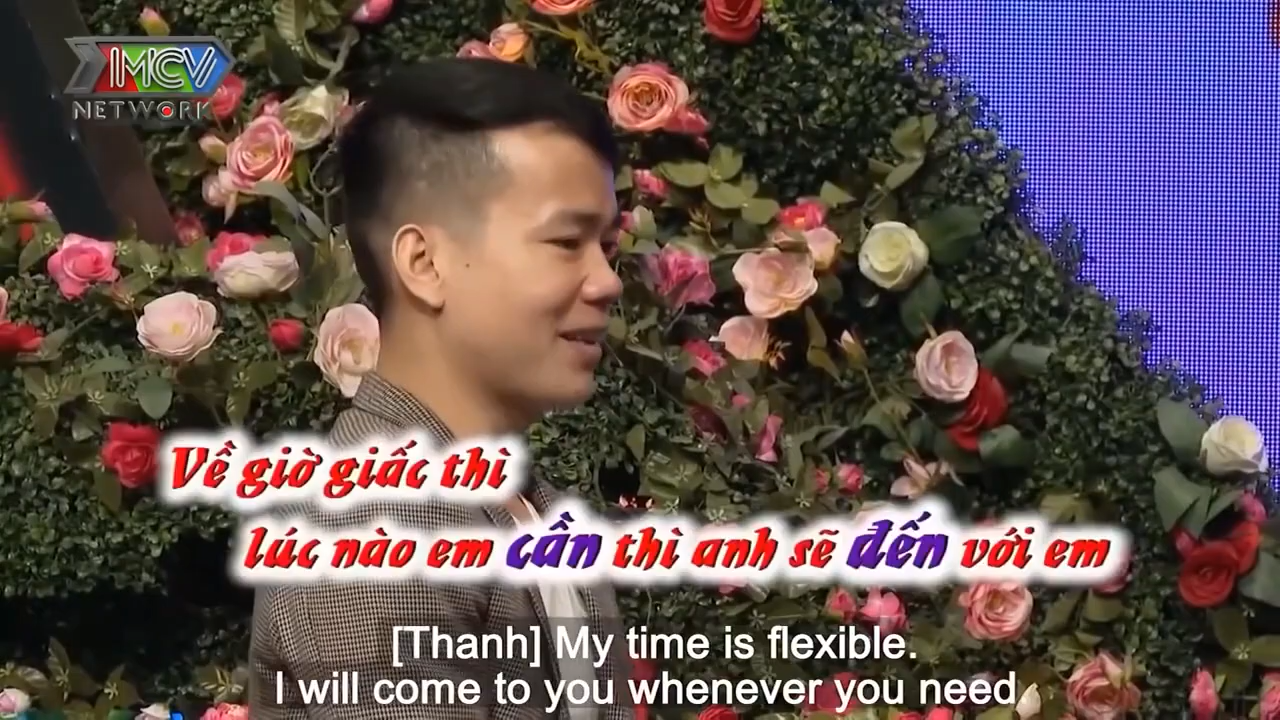 MCV
NETWORK
Về giờ giấc thì
lúc nào em cần thì anh sẽ đến với em
[Thanh] My time is flexible.
I will come to you whenever you need